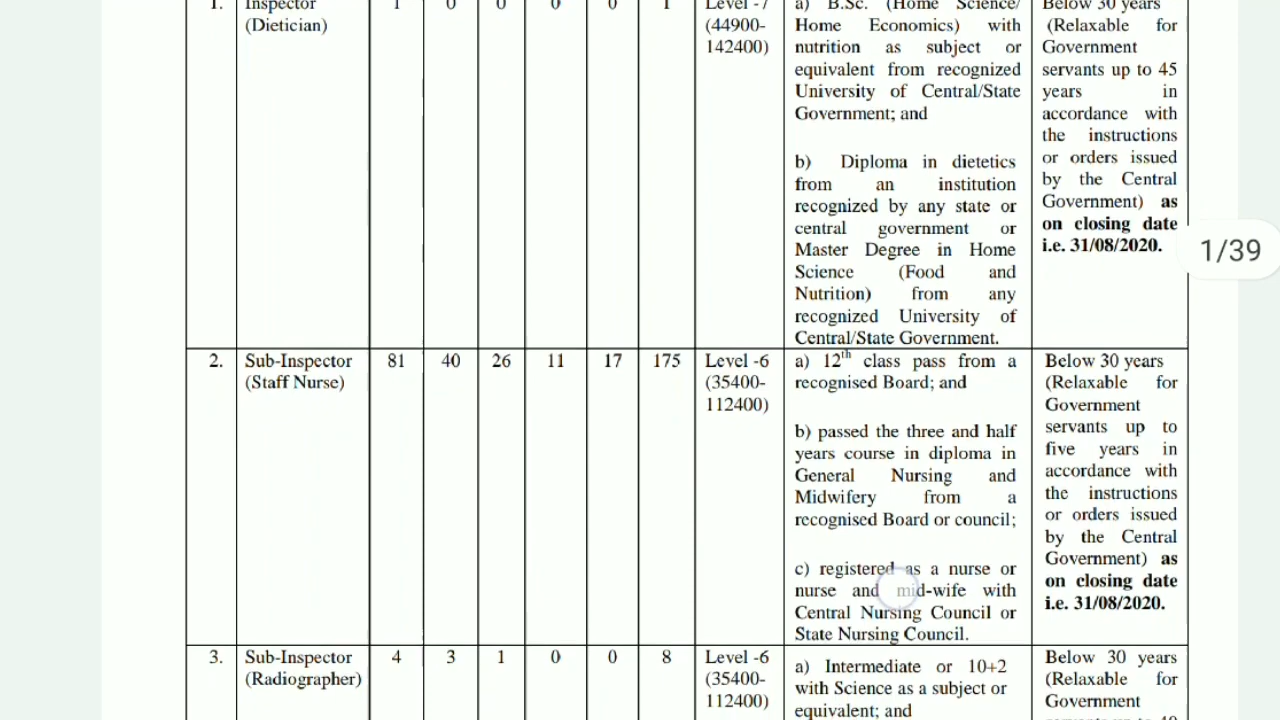 1. Inspector 1 0 0 0 0 1 Level -7 a) B.Sc. (Home Science/ Below 30 years
(Dietician) (44900- Home Economics) with (Relaxable for
142400) nutrition as subject or Government
equivalent from recognized servants up to 45
University of Central/State years in
Government; and accordance with
the instructions
b) Diploma in dietetics or orders issued
from an institution by the Central
recognized by any state or Government) as
central government or on closing date
Master Degree in Home i.e. 31/08/2020.
Science (Food and
Nutrition) from any
recognized University of
Central/State Government.
1/39
2. Sub-Inspector 81 40 26 11 17 175 Level -6 a) 12th class pass from a Below 30 years
(Staff Nurse) (35400- recognised Board; and (Relaxable for
112400) Government
b) passed the three and half servants up to
years course in diploma in five years in
General Nursing and accordance with
Midwifery from a the instructions
recognised Board or council; or orders issued
by the Central
c) registered as a nurse or Government) as
nurse and mid-wife with on closing date
Central Nursing Council or i.e. 31/08/2020.
State Nursing Council.
3. Sub-Inspector 4 3 1 0 0 8 Level -6 a) Intermediate or 10+2 Below 30 years
(Radiographer) (35400- with Science as a subject or (Relaxable for
112400) equivalent; and Government